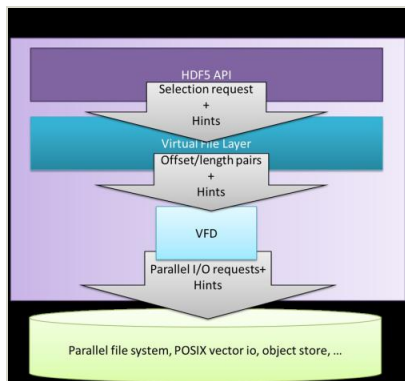 HDF5 API
Selection request
+
Hints
Virtual File Layer
Offset/length pairs
+
Hints
VFD
Parallel I/O requests+
Hints
Parallel file system, POSIX vector io, object store, ...